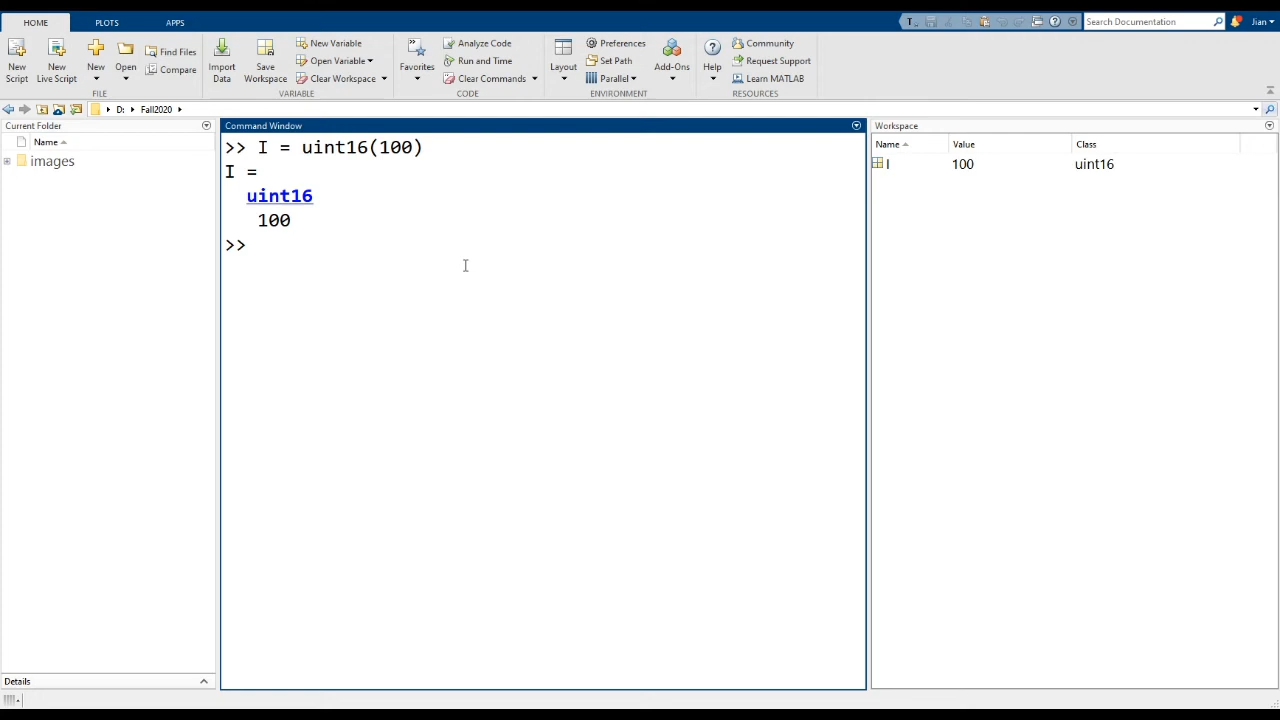 HOME PLOTS APPS
T... Search Documentation Jian
New Script
New Live Script
New
Open
Find Files
Compare
FILE
Import Data
Save Workspace
New Variable
Open Variable
Clear Workspace
VARIABLE
Favorites
Analyze Code
Run and Time
Clear Commands
CODE
Layout
Preferences
Set Path
Parallel
Add-Ons
ENVIRONMENT
Help
Community
Request Support
Learn MATLAB
RESOURCES
D: Fall2020
Current Folder
Name
images
Details
Command Window
>> I = uint16(100)
I =
uint16
100
>>
Workspace
Name Value Class
I 100 uint16